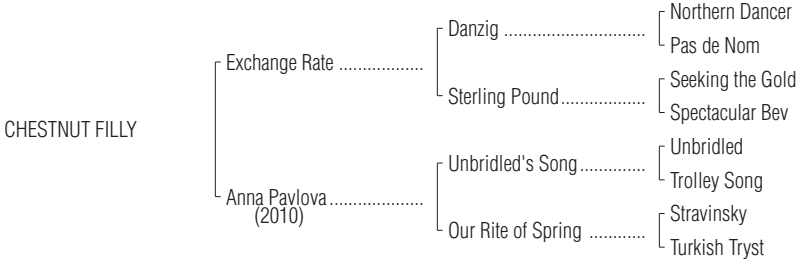 Northern Dancer
Danzig ..............................
Pas de Nom
Exchange Rate ..................
Seeking the Gold
Sterling Pound..................
Spectacular Bev
CHESTNUT FILLY
Unbridled
Unbridled's Song..............
Trolley Song
Anna Pavlova....................
(2010)
Stravinsky
Our Rite of Spring ............
Turkish Tryst